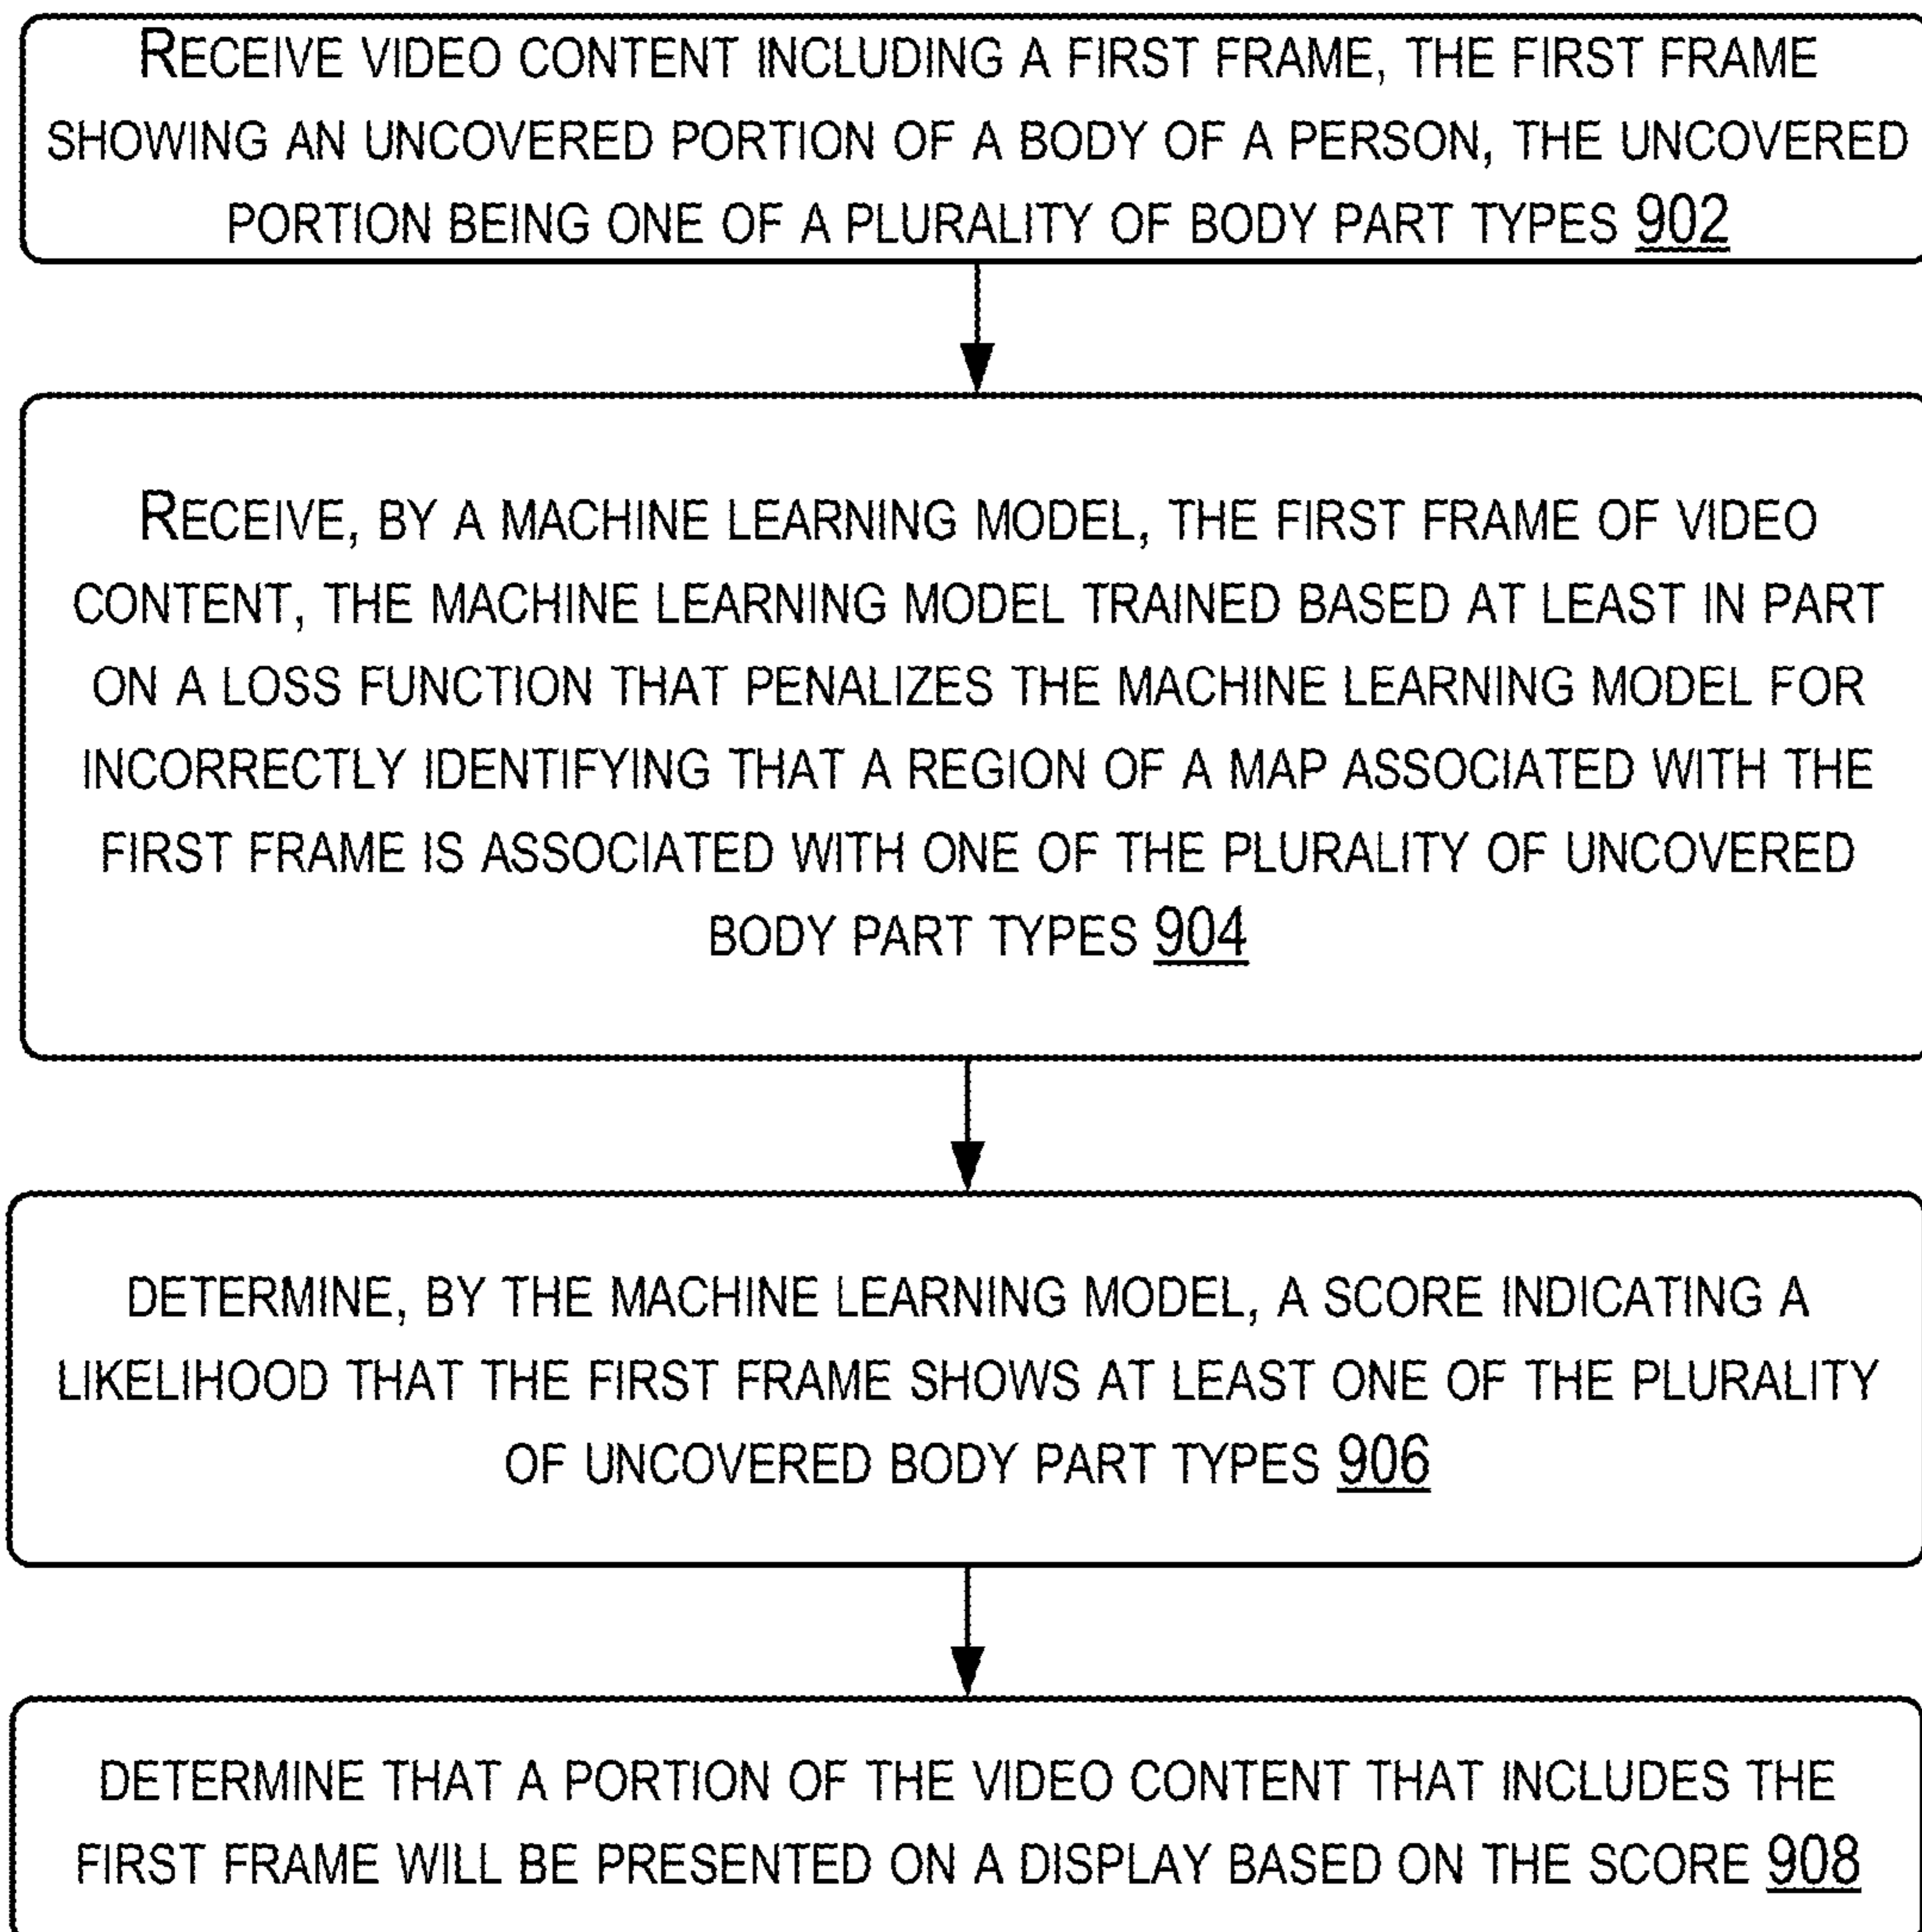 RECEIVE VIDEO CONTENT INCLUDING A FIRST FRAME, THE FIRST FRAME
SHOWING AN UNCOVERED PORTION OF A BODY OF A PERSON, THE UNCOVERED
PORTION BEING ONE OF A PLURALITY OF BODY PART TYPES 902
RECEIVE, BY A MACHINE LEARNING MODEL, THE FIRST FRAME OF VIDEO
CONTENT, THE MACHINE LEARNING MODEL TRAINED BASED AT LEAST IN PART
ON A LOSS FUNCTION THAT PENALIZES THE MACHINE LEARNING MODEL FOR
INCORRECTLY IDENTIFYING THAT A REGION OF A MAP ASSOCIATED WITH THE
FIRST FRAME IS ASSOCIATED WITH ONE OF THE PLURALITY OF UNCOVERED
BODY PART TYPES 904
DETERMINE, BY THE MACHINE LEARNING MODEL, A SCORE INDICATING A
LIKELIHOOD THAT THE FIRST FRAME SHOWS AT LEAST ONE OF THE PLURALITY
OF UNCOVERED BODY PART TYPES 906
DETERMINE THAT A PORTION OF THE VIDEO CONTENT THAT INCLUDES THE
FIRST FRAME WILL BE PRESENTED ON A DISPLAY BASED ON THE SCORE 908